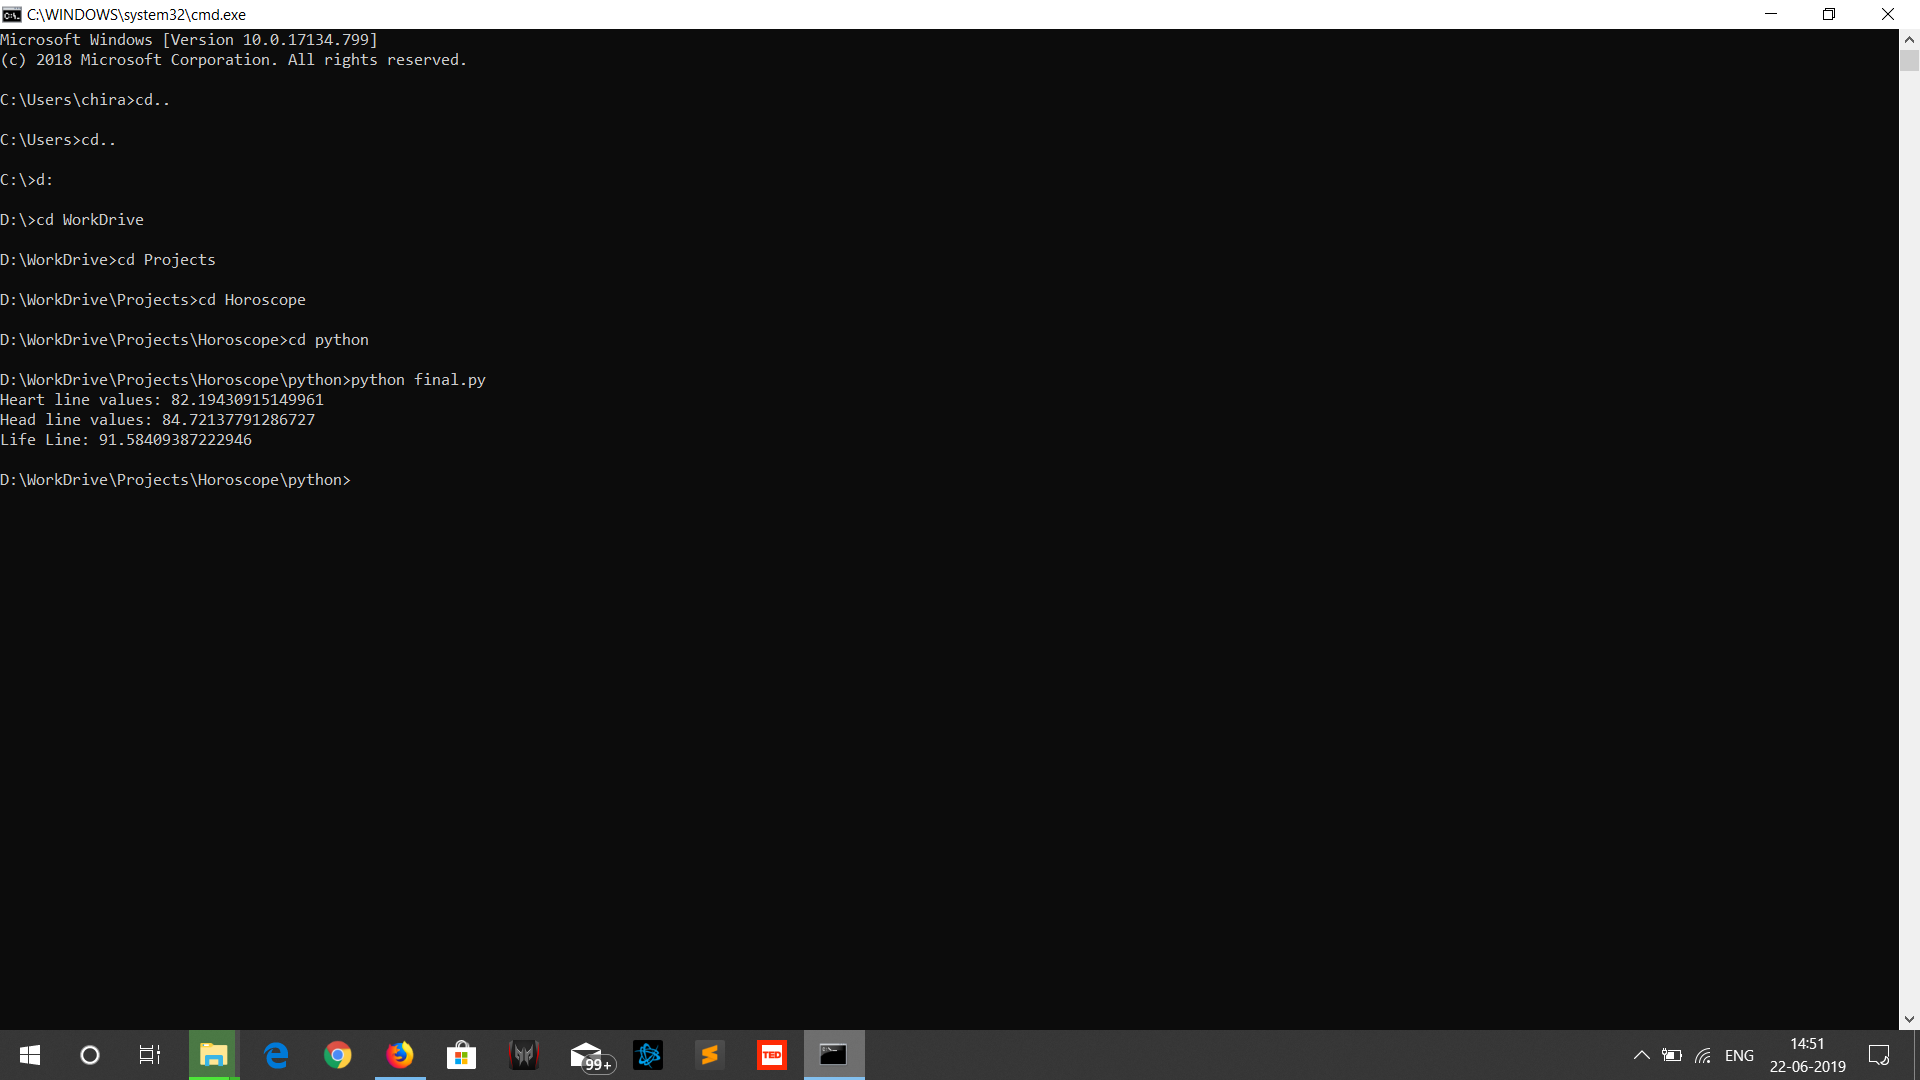 C:\WINDOWS\system32\cmd.exe
Microsoft Windows [Version 10.0.17134.799]
(c) 2018 Microsoft Corporation. All rights reserved.
C:\Users\chira>cd..
C:\Users>cd..
C:\>d:
D:\>cd WorkDrive
D:\WorkDrive>cd Projects
D:\WorkDrive\Projects>cd Horoscope
D:\WorkDrive\Projects\Horoscope>cd python
D:\WorkDrive\Projects\Horoscope\python>python final.py
Heart line values: 82.19430915149961
Head line values: 84.72137791286727
Life Line: 91.58409387222946
D:\WorkDrive\Projects\Horoscope\python>
99+
TED
ENG
14:51
22-06-2019